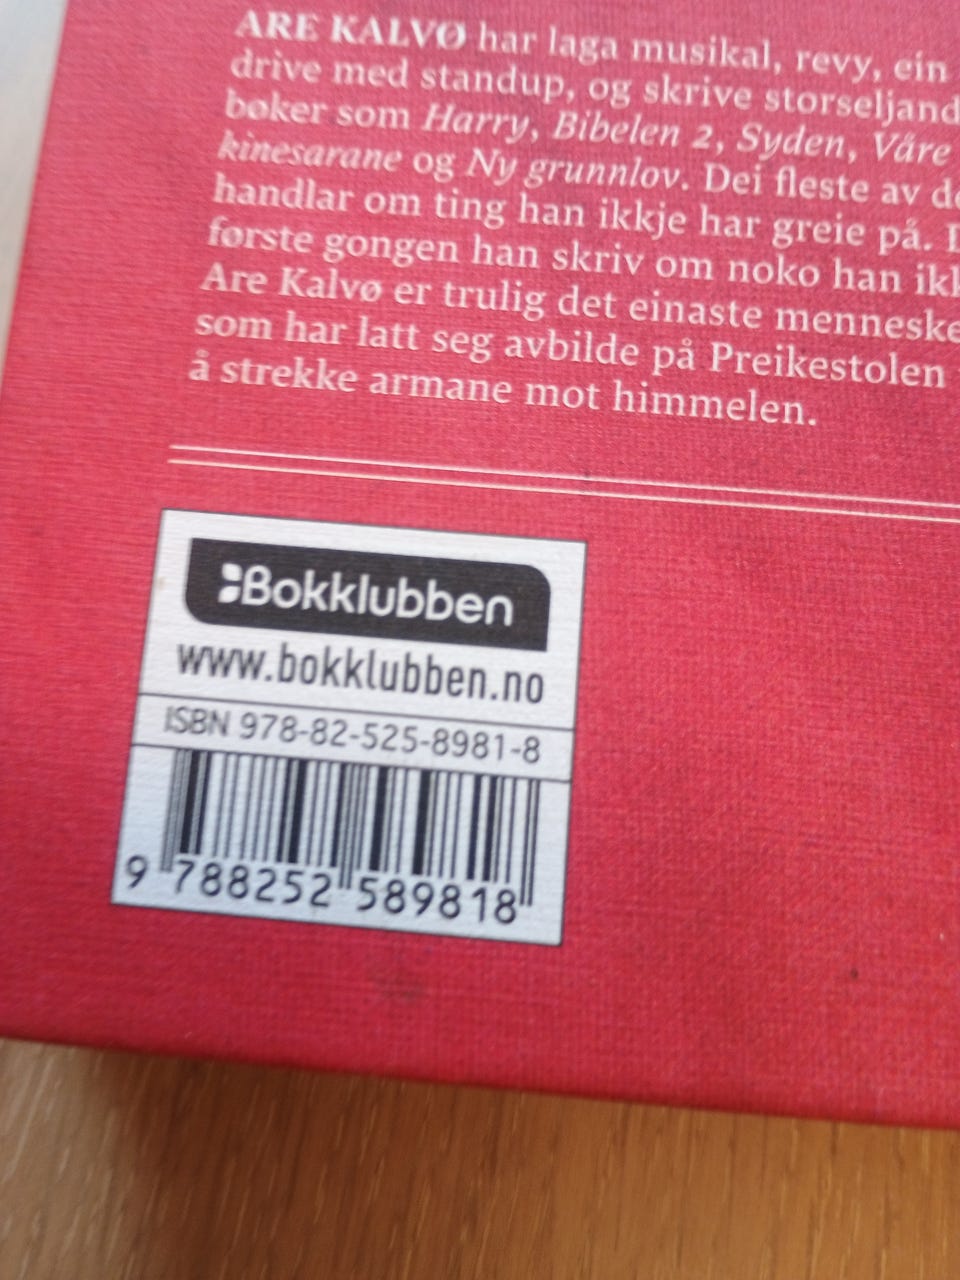 ARE KALVØ har laga musikal, revy, ein
drive med standup, og skrive storseljand
bøker som Harry, Bibelen 2, Syden, Våre
kinesarane og Ny grunnlov. Dei fleste av
handlar om ting han ikkje har greie på.
første gongen han skriv om noko han
Are Kalvø er trulig det einaste menneske
som har latt seg avbilde på Preikestolen
å strekke armane mot himmelen.
Bokklubben
www.bokklubben.no
ISBN 978-82-525-8981-8
9 788252 589818